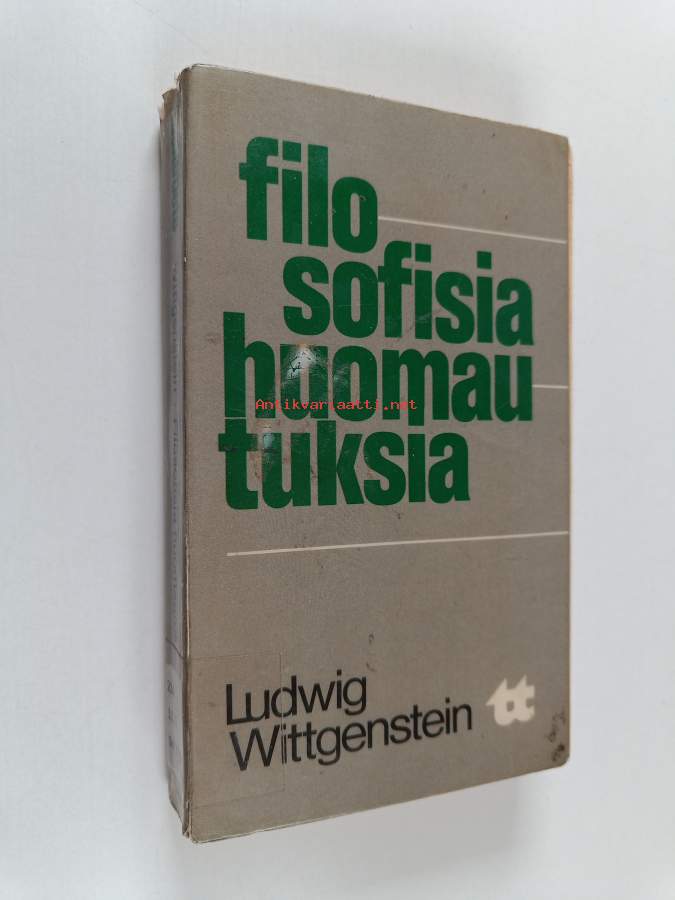 filo
sofisia
huomau
Antikvariaatti.net
tuksia
Ludwig
Wittgenstein
tt